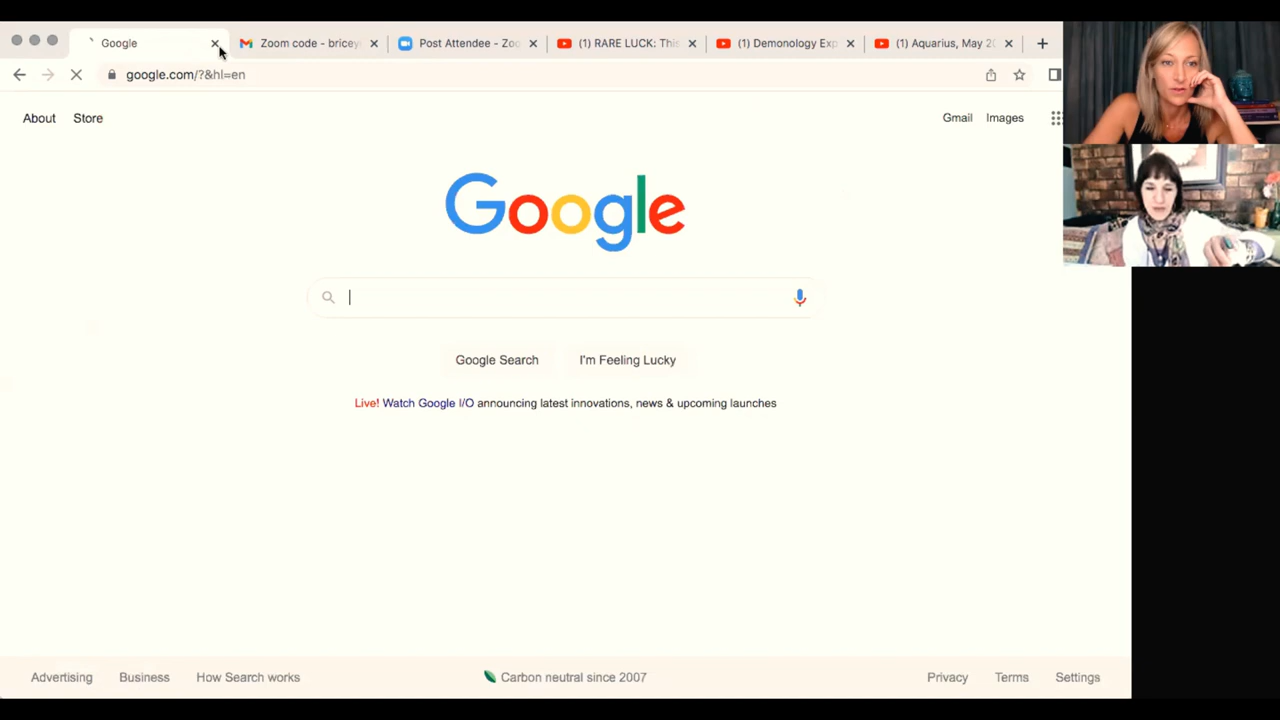 Google
Zoom code - bricey
Post Attendee - Zoo
(1) RARE LUCK: This
(1) Demonology Exp
(1) Aquarius, May 20
google.com/?&hl=en
About
Store
Gmail
Images
Google
Google Search
I'm Feeling Lucky
Live! Watch Google I/O announcing latest innovations, news & upcoming launches
Advertising
Business
How Search works
Carbon neutral since 2007
Privacy
Terms
Settings